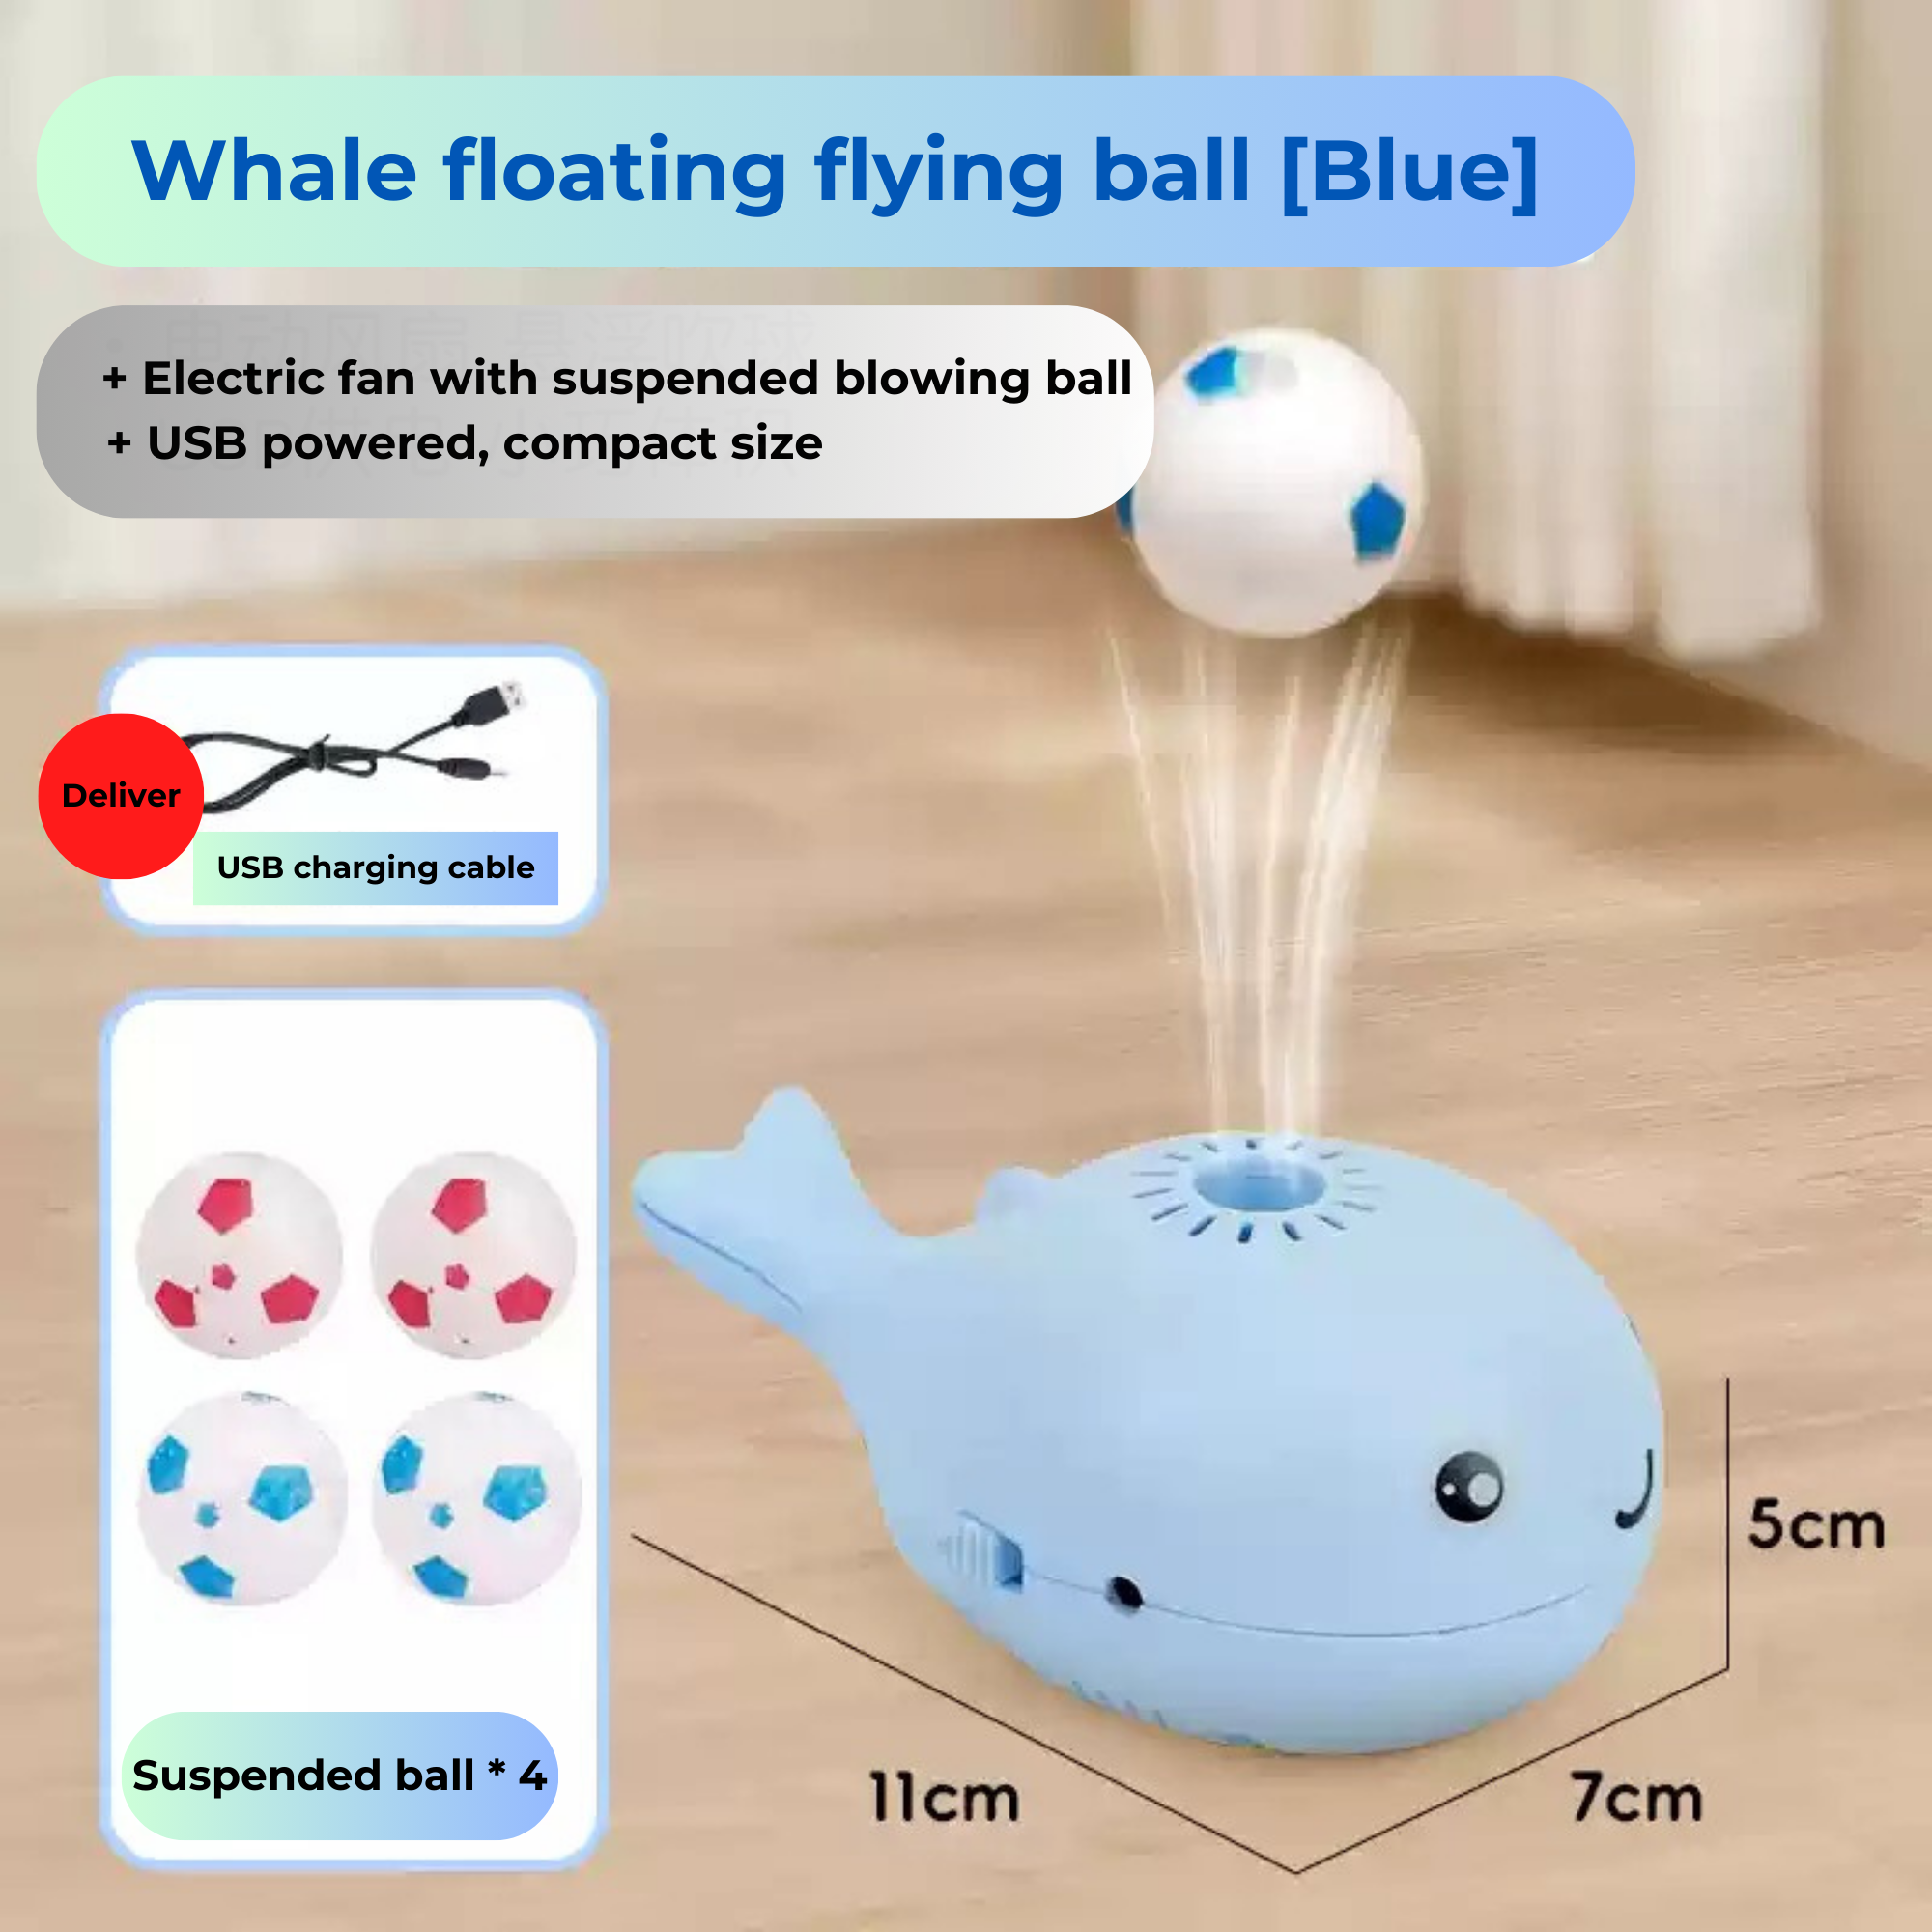 Whale floating flying ball [Blue]
+ Electric fan with suspended blowing ball
+ USB powered, compact size
Deliver
USB charging cable
Suspended ball * 4
5cm
11cm
7cm